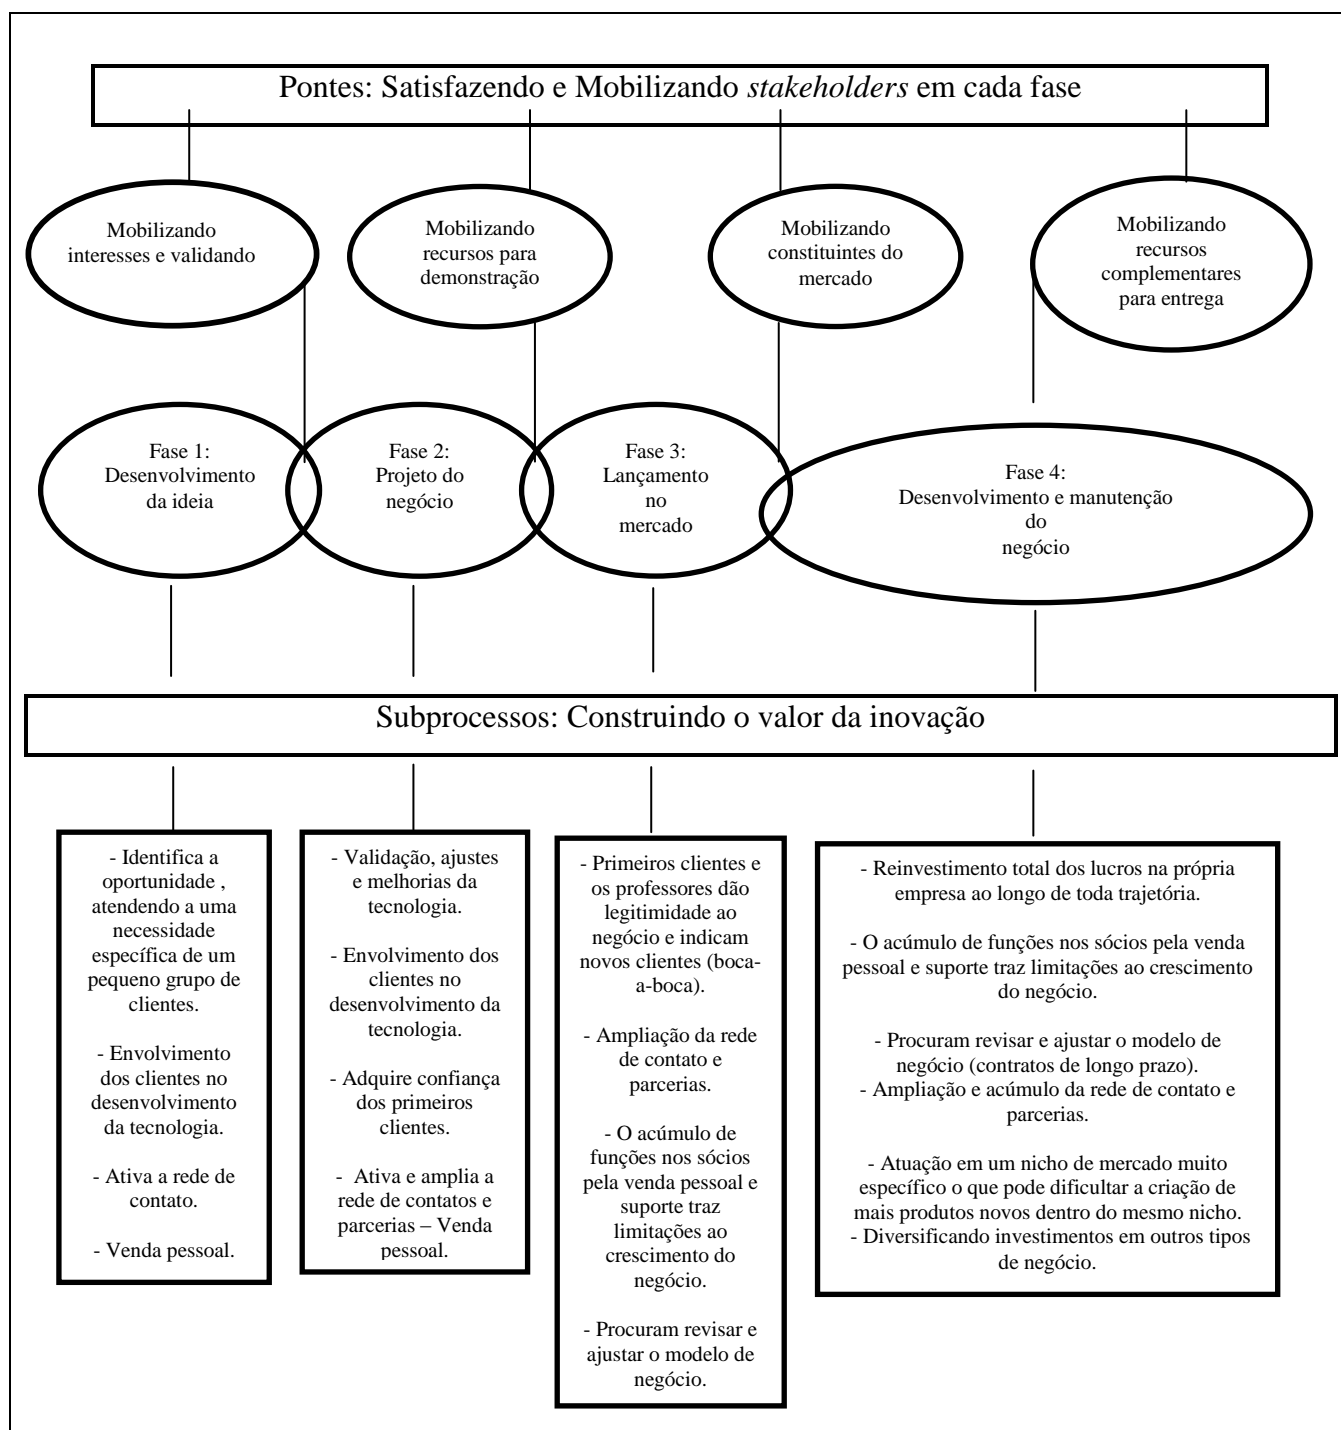 Pontes: Satisfazendo e Mobilizando stakeholders em cada fase
Mobilizando
interesses e validando
Mobilizando
recursos para
demonstração
Mobilizando
constituintes do
mercado
Mobilizando
recursos
complementares
para entrega
Fase 1:
Desenvolvimento
da ideia
Fase 2:
Projeto do
negócio
Fase 3:
Lançamento
no
mercado
Fase 4:
Desenvolvimento e manutenção
do
negócio
Subprocessos: Construindo o valor da inovação
- Identifica a
oportunidade ,
atendendo a uma
necessidade
específica de um
pequeno grupo de
clientes.
- Envolvimento
dos clientes no
desenvolvimento
da tecnologia.
- Ativa a rede de
contato.
- Venda pessoal.
- Validação, ajustes
e melhorias da
tecnologia.
- Envolvimento dos
clientes no
desenvolvimento da
tecnologia.
- Adquire confiança
dos primeiros
clientes.
- Ativa e amplia a
rede de contatos e
parcerias – Venda
pessoal.
- Primeiros clientes e
os professores dão
legitimidade ao
negócio e indicam
novos clientes (boca-
a-boca).
- Ampliação da rede
de contato e
parcerias.
- O acúmulo de
funções nos sócios
pela venda pessoal e
suporte traz
limitações ao
crescimento do
negócio.
- Procuram revisar e
ajustar o modelo de
negócio.
- Reinvestimento total dos lucros na própria
empresa ao longo de toda trajetória.
- O acúmulo de funções nos sócios pela venda
pessoal e suporte traz limitações ao crescimento
do negócio.
- Procuram revisar e ajustar o modelo de
negócio (contratos de longo prazo).
- Ampliação e acúmulo da rede de contato e
parcerias.
- Atuação em um nicho de mercado muito
específico o que pode dificultar a criação de
mais produtos novos dentro do mesmo nicho.
- Diversificando investimentos em outros tipos
de negócio.